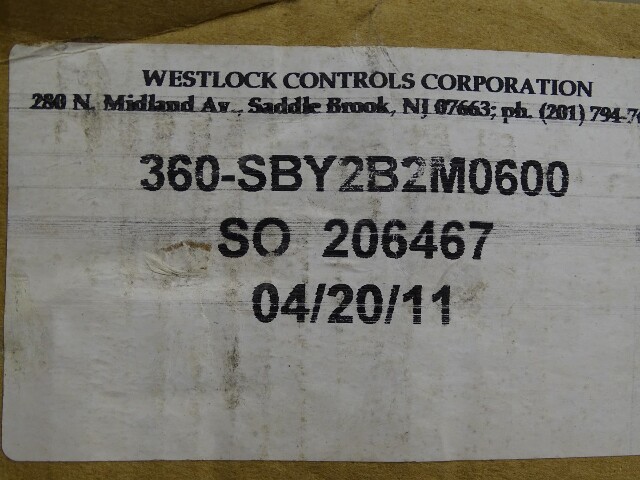 WESTLOCK CONTROLS CORPORATION
280 N. Midland Av., Saddle Brook, NJ 07663; ph. (201) 794-76
360-SBY2B2M0600
SO 206467
04/20/11